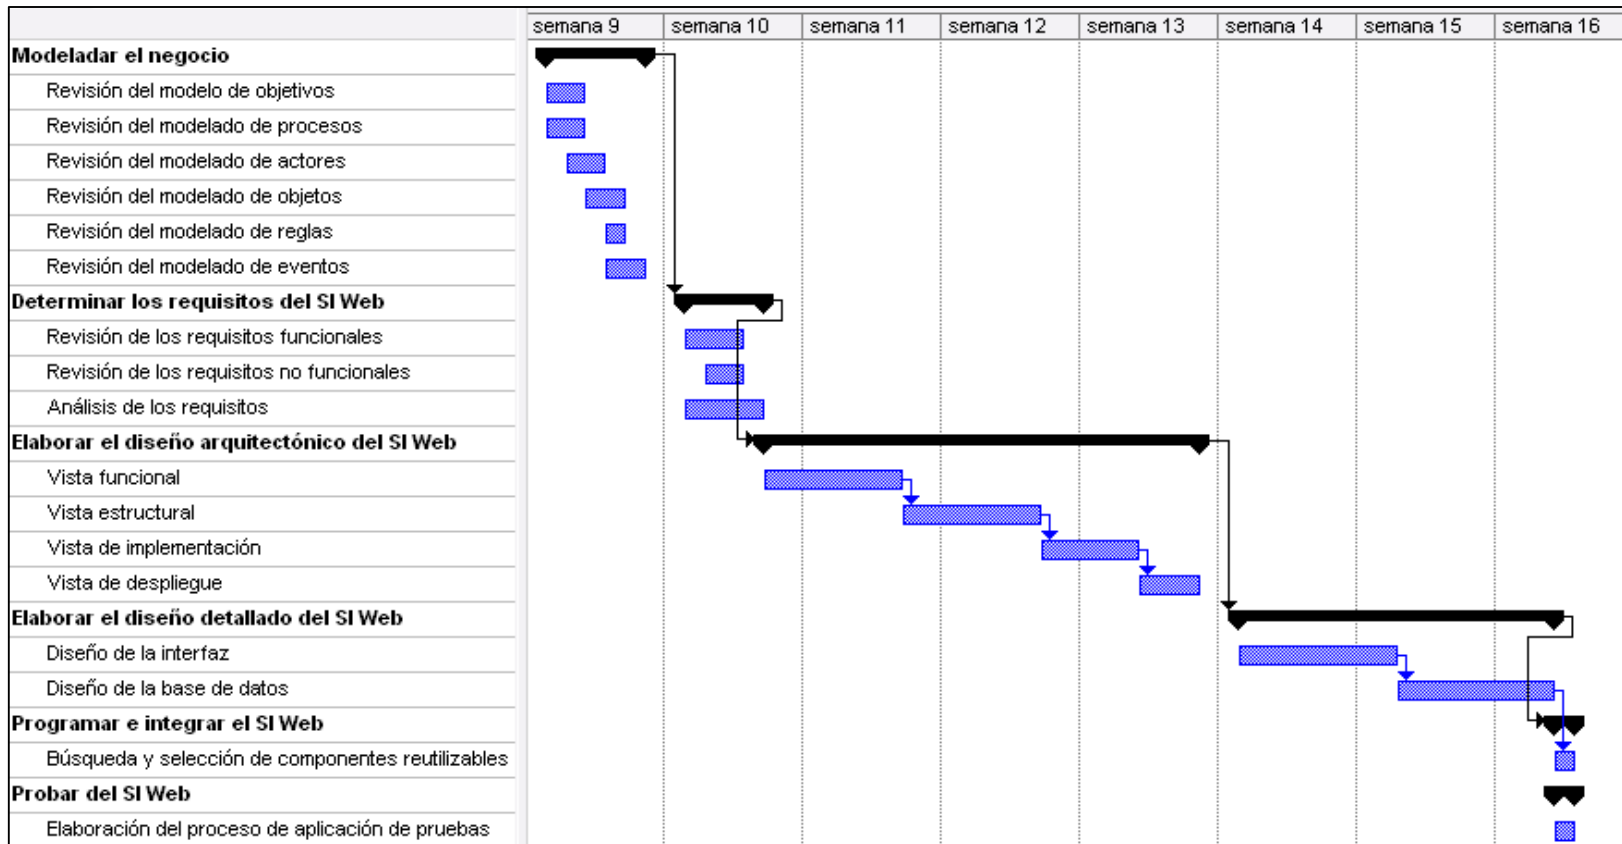 semana 9 semana 10 semana 11 semana 12 semana 13 semana 14 semana 15 semana 16
Modeladar el negocio
Revisión del modelo de objetivos
Revisión del modelado de procesos
Revisión del modelado de actores
Revisión del modelado de objetos
Revisión del modelado de reglas
Revisión del modelado de eventos
Determinar los requisitos del SI Web
Revisión de los requisitos funcionales
Revisión de los requisitos no funcionales
Análisis de los requisitos
Elaborar el diseño arquitectónico del SI Web
Vista funcional
Vista estructural
Vista de implementación
Vista de despliegue
Elaborar el diseño detallado del SI Web
Diseño de la interfaz
Diseño de la base de datos
Programar e integrar el SI Web
Búsqueda y selección de componentes reutilizables
Probar del SI Web
Elaboración del proceso de aplicación de pruebas